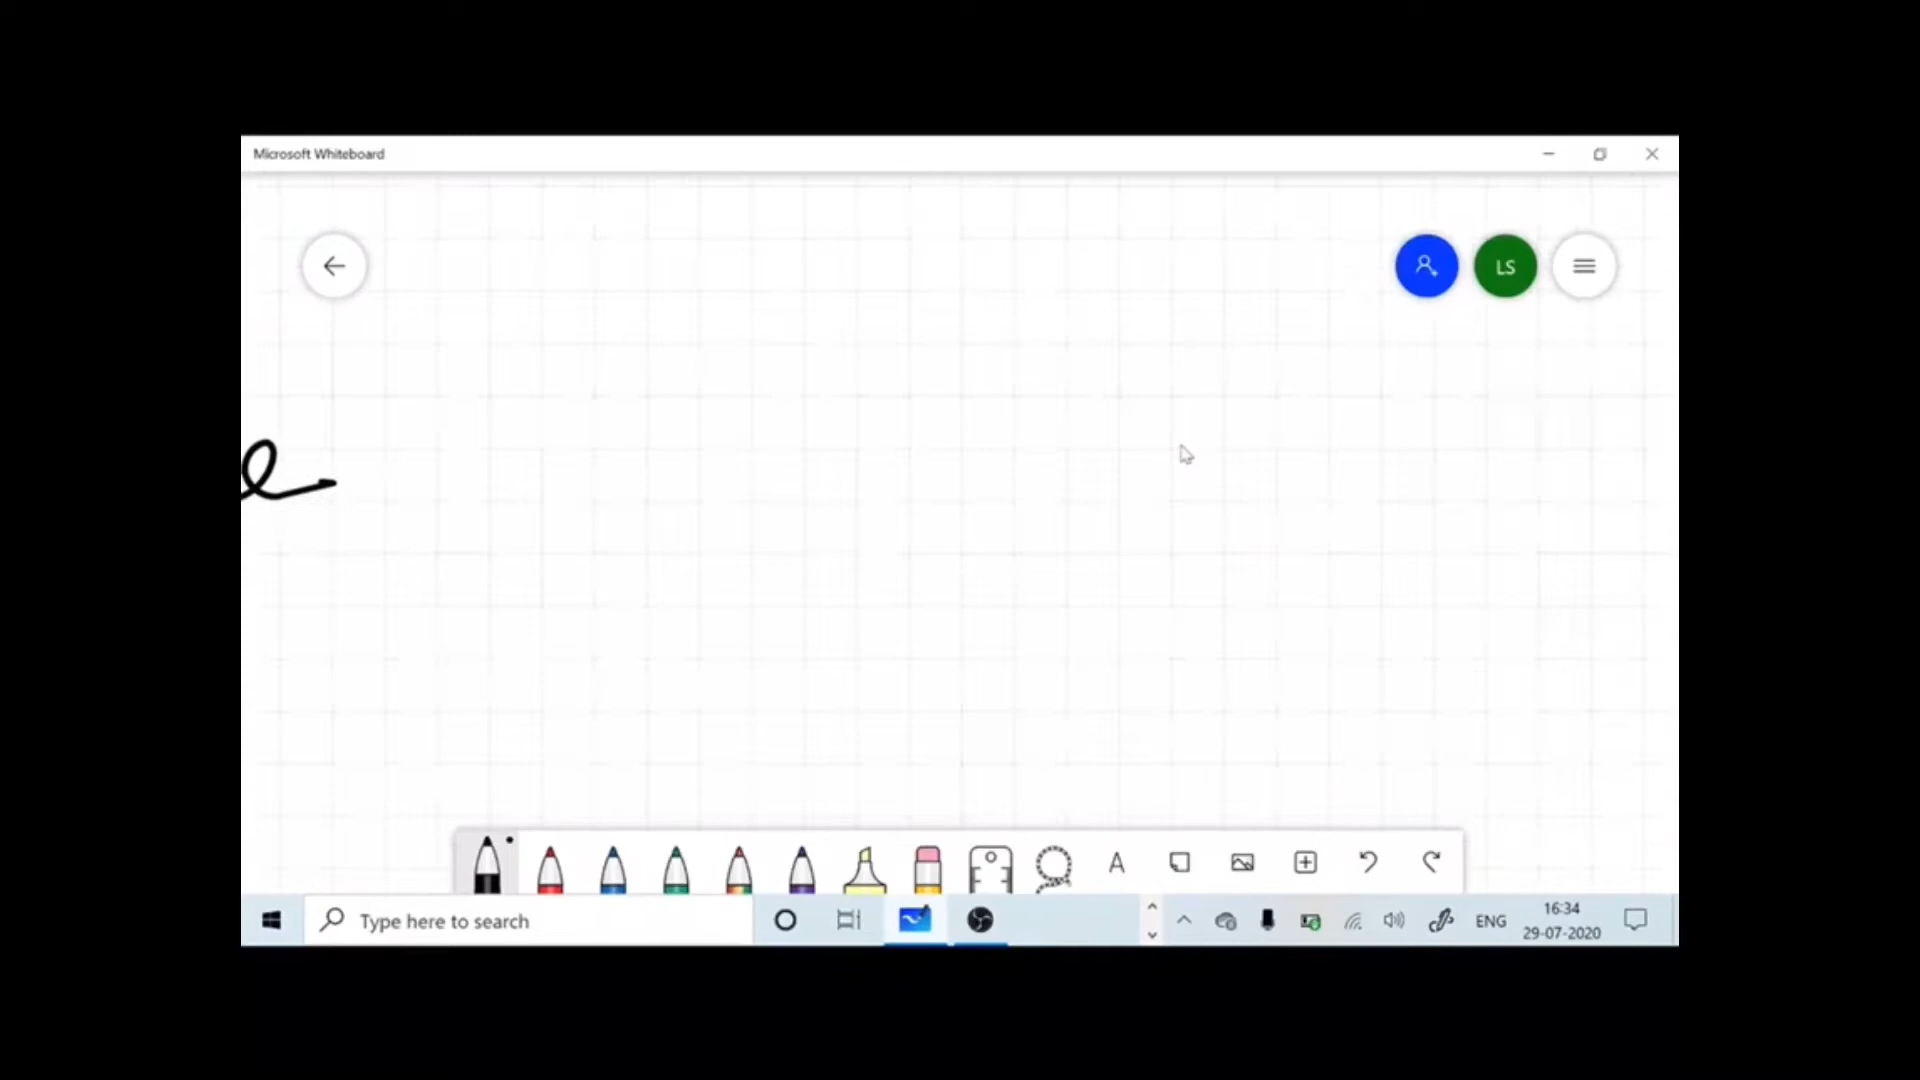 Microsoft Whiteboard
LS
e
A
Type here to search
ENG
16:34
29-07-2020